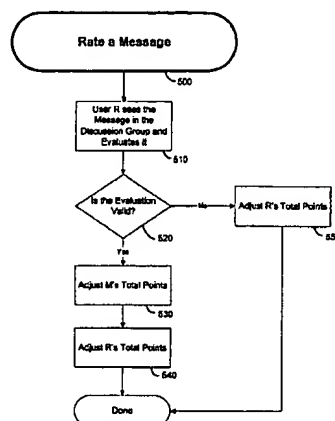 Rate a Message
500
User R sees the
Message in the
Discussion Group and
Evaluates it
510
Is the Evaluation
Valid?
520
No
Adjust R's Total Points
Yes
Adjust M's Total Points
530
Adjust R's Total Points
540
Done